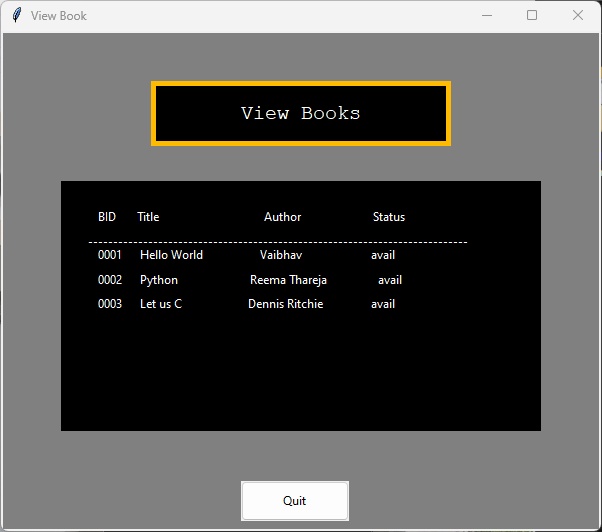 View Book
View Books
BID Title Author Status
--------------------------------------------------------------------------------
0001 Hello World Vaibhav avail
0002 Python Reema Thareja avail
0003 Let us C Dennis Ritchie avail
Quit